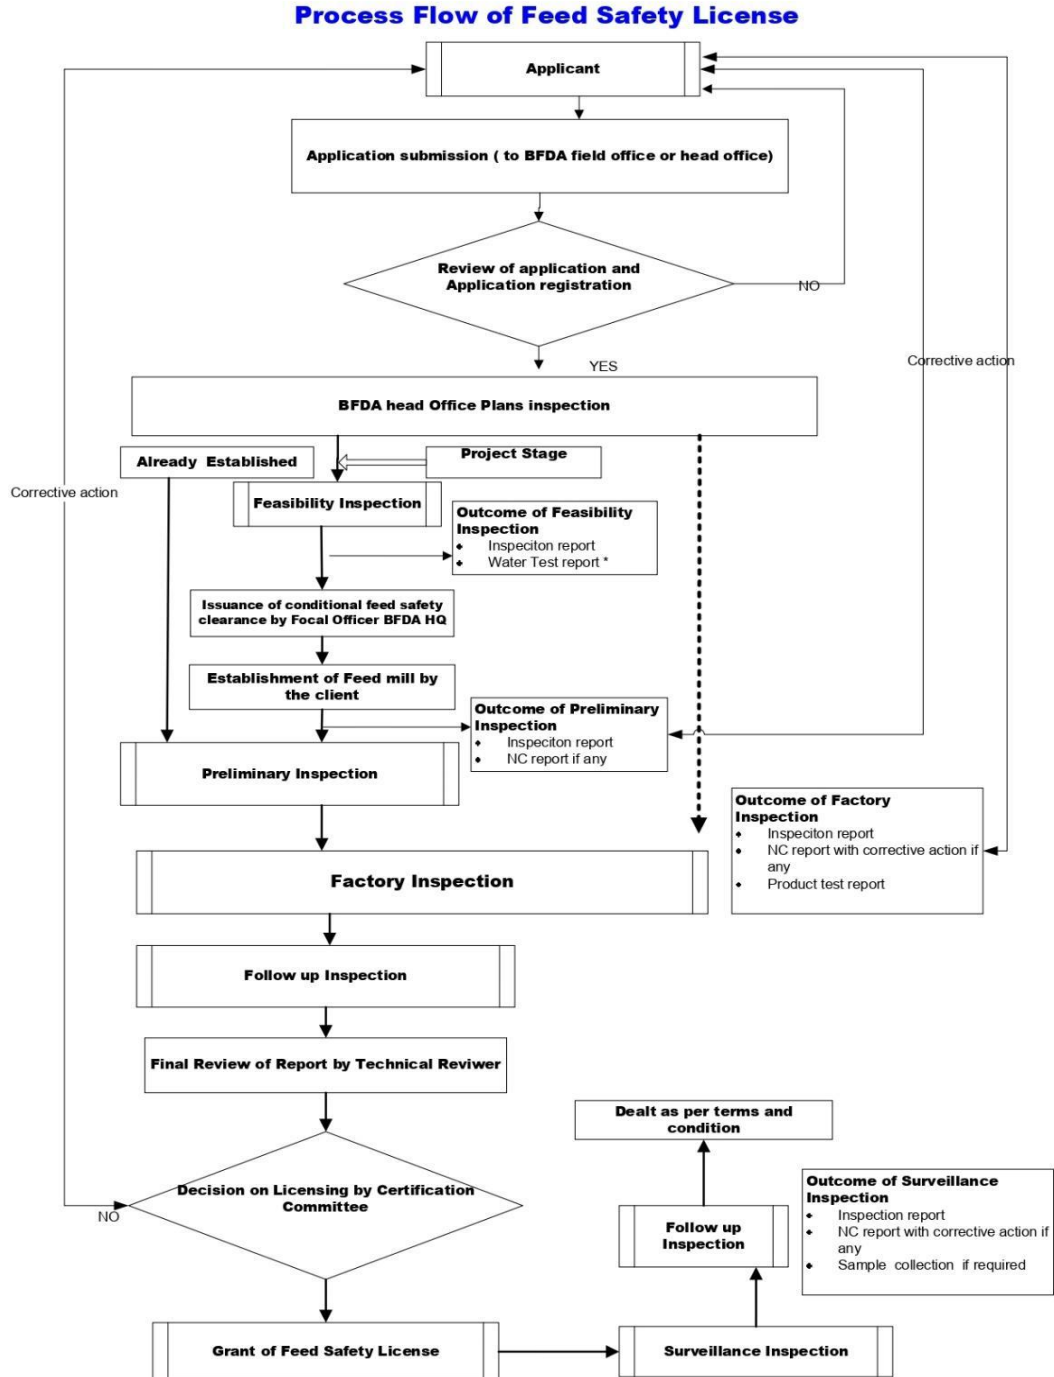 Process Flow of Feed Safety License
Applicant
Application submission ( to BFDA field office or head office)
Review of application and
Application registration
NO
YES
Corrective action
BFDA head Office Plans inspection
Already  Established
Project Stage
Corrective action
Feasibility Inspection
Outcome of Feasibility
Inspection
• Inspeciton report
• Water Test report *
Issuance of conditional feed safety
clearance by Focal Officer BFDA HQ
Establishment of Feed mill by
the client
Outcome of Preliminary
Inspection
• Inspeciton report
• NC report if any
Preliminary Inspection
Outcome of Factory
Inspection
• Inspeciton report
• NC report with corrective action if
any
• Product test report
Factory Inspection
Follow up Inspection
Final Review of Report by Technical Reviwer
Dealt as per terms and
condition
Decision on Licensing by Certification
Committee
NO
Outcome of Surveillance
Inspection
• Inspection report
• NC report with corrective action if
any
• Sample  collection  if required
Follow up
Inspection
Grant of Feed Safety License
Surveillance Inspection